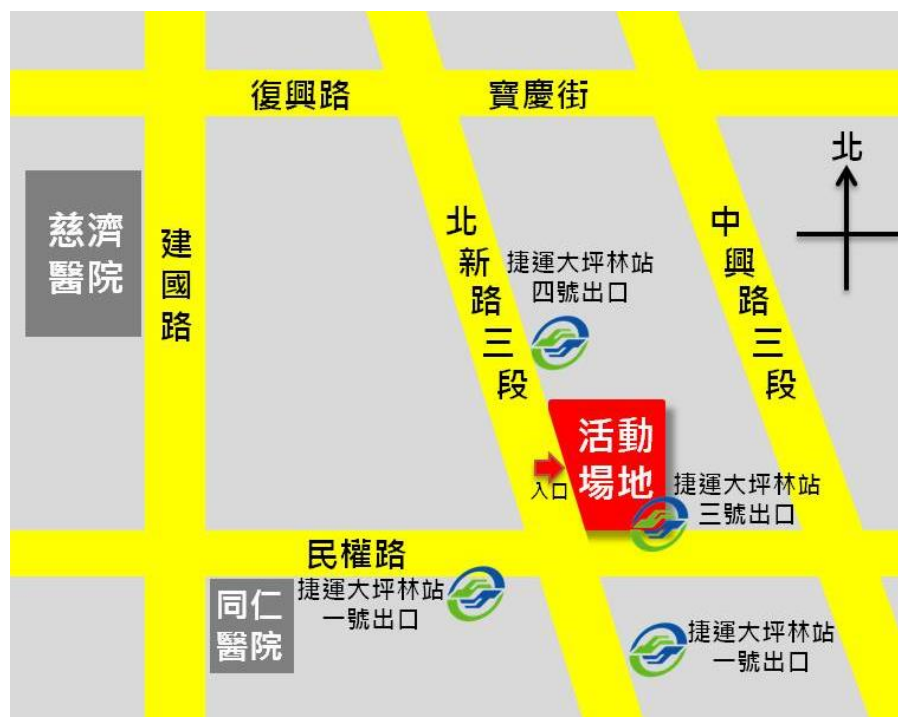 復興路
寶慶街
北
慈濟
醫院
建國路
北新路三段
中興路三段
捷運大坪林站
四號出口
活動
場地
入口
捷運大坪林站
三號出口
民權路
同仁
醫院
捷運大坪林站
一號出口
捷運大坪林站
一號出口